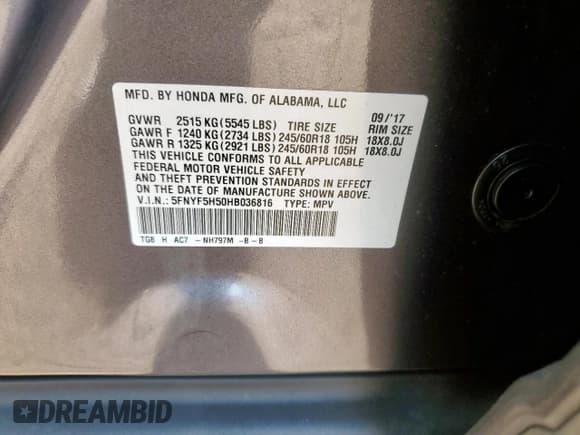 MFD. BY HONDA MFG. OF ALABAMA, LLC
GVWR 2515 KG (5545 LBS) TIRE SIZE 09/'17 RIM SIZE
GAWR F 1240 KG (2734 LBS) 245/60R18 105H 18X8.0J
GAWR R 1325 KG (2921 LBS) 245/60R18 105H 18X8.0J
THIS VEHICLE CONFORMS TO ALL APPLICABLE
FEDERAL MOTOR VEHICLE SAFETY
AND THEFT PREVENTION STANDARDS IN EFFECT
ON THE DATE OF MANUFACTURE SHOWN ABOVE.
V.I.N.: 5FNYF5H50HB036816 TYPE: MPV
TG8 H AC7 - NH797M -B - B
DREAMBID